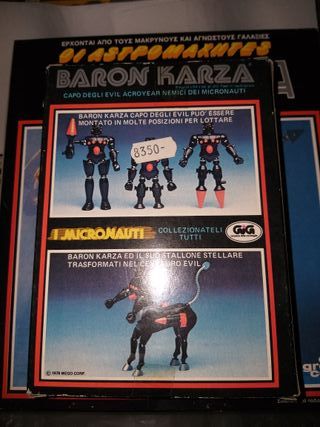 ΕΡΧΟΝΤΑΙ ΑΠΟ ΤΟΥΣ ΜΑΚΡΥΝΟΥΣ ΚΑΙ ΑΓΝΩΣΤΟΥΣ ΓΑΛΑΞΙΕΣ
ΟΙ ΑΣΤΡΟΜΑΧΗΤΕΣ
BARON KARZA
CAPO DEGLI EVIL ACROYEAR NEMICI DEI MICRONAUTI
BARON KARZA CAPO DEGLI EVIL PUO' ESSERE
MONTATO IN MOLTE POSIZIONI PER LOTTARE
8350-
I MICRONAUTI
COLLEZIONATELI
TUTTI
GiG
BARON KARZA ED IL SUO STALLONE STELLARE
TRASFORMATI NEL CENTAURO EVIL
© 1979 MEGO CORP.